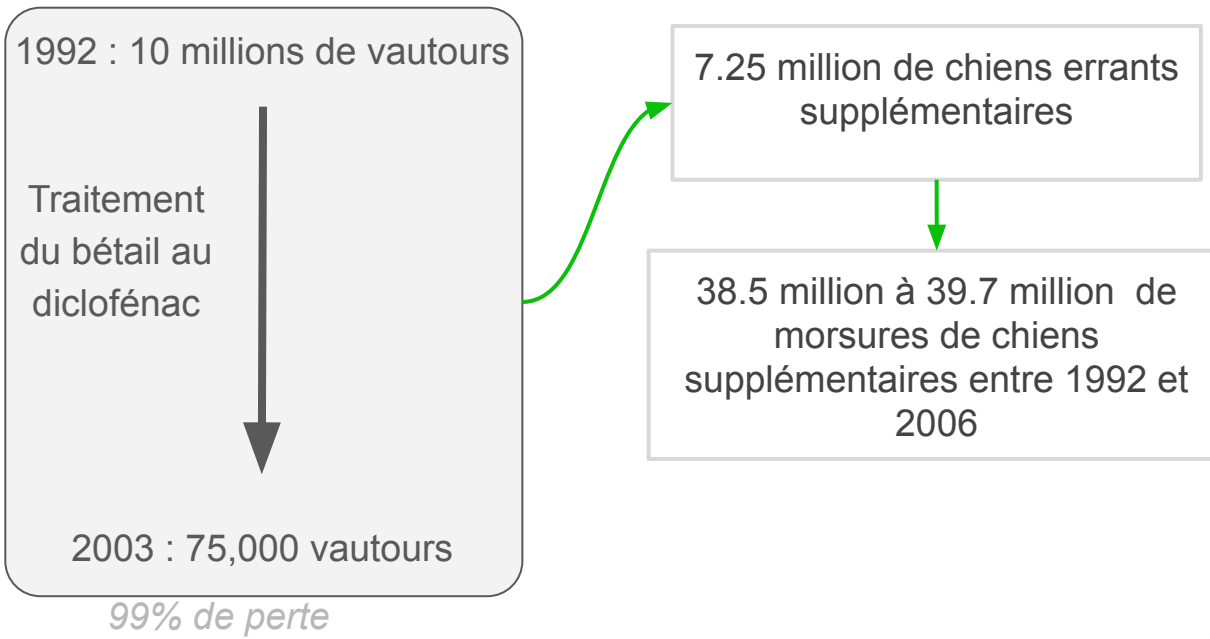 1992 : 10 millions de vautours
Traitement
du bétail au
diclofénac
2003 : 75,000 vautours
99% de perte
7.25 million de chiens errants
supplémentaires
38.5 million à 39.7 million de
morsures de chiens
supplémentaires entre 1992 et
2006